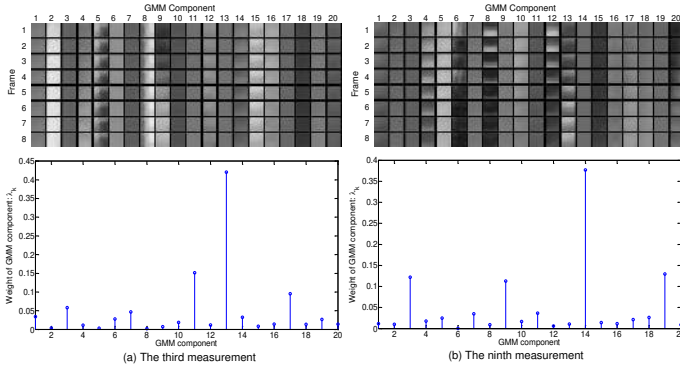 GMM Component
1 2 3 4 5 6 7 8 9 10 11 12 13 14 15 16 17 18 19 20
Frame
1
2
3
4
5
6
7
8
0.45
0.4
0.35
0.3
0.25
0.2
0.15
0.1
0.05
0
Weight of GMM component: λk
2 4 6 8 10 12 14 16 18 20
GMM component
(a) The third measurement
GMM Component
1 2 3 4 5 6 7 8 9 10 11 12 13 14 15 16 17 18 19 20
Frame
1
2
3
4
5
6
7
8
0.4
0.35
0.3
0.25
0.2
0.15
0.1
0.05
0
Weight of GMM component: λk
2 4 6 8 10 12 14 16 18 20
GMM component
(b) The ninth measurement